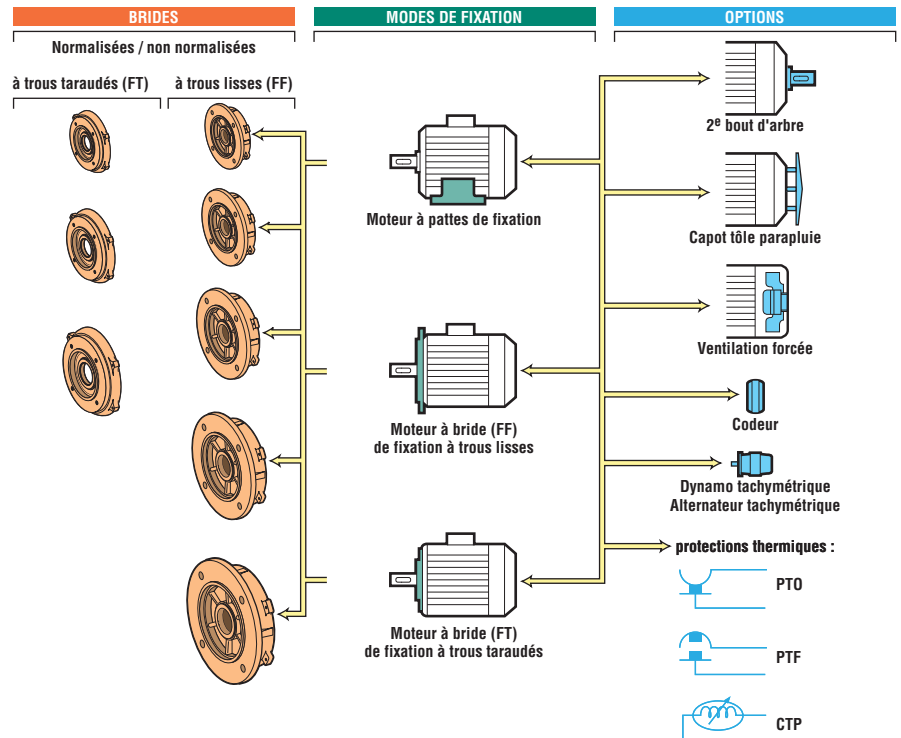 BRIDES
Normalisées / non normalisées
à trous taraudés (FT)
à trous lisses (FF)
MODES DE FIXATION
Moteur à pattes de fixation
Moteur à bride (FF)
de fixation à trous lisses
Moteur à bride (FT)
de fixation à trous taraudés
OPTIONS
2e bout d'arbre
Capot tôle parapluie
Ventilation forcée
Codeur
Dynamo tachymétrique
Alternateur tachymétrique
protections thermiques :
PTO
PTF
CTP